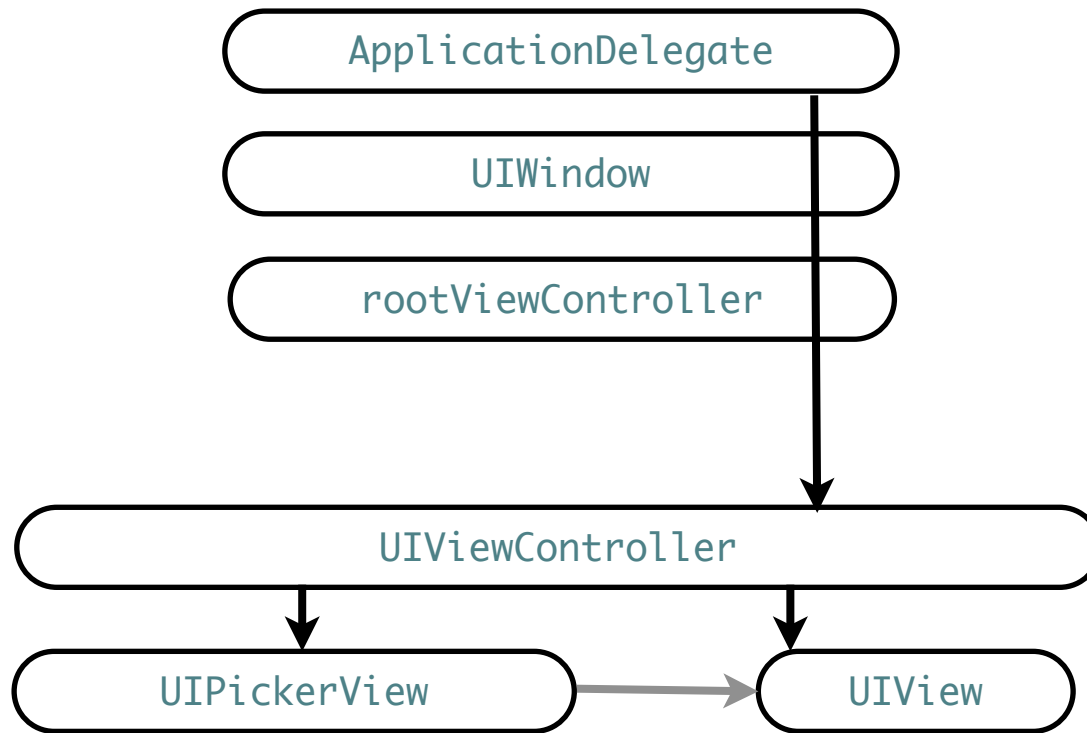 ApplicationDelegate
UIWindow
rootViewController
UIViewController
UIPickerView
UIView